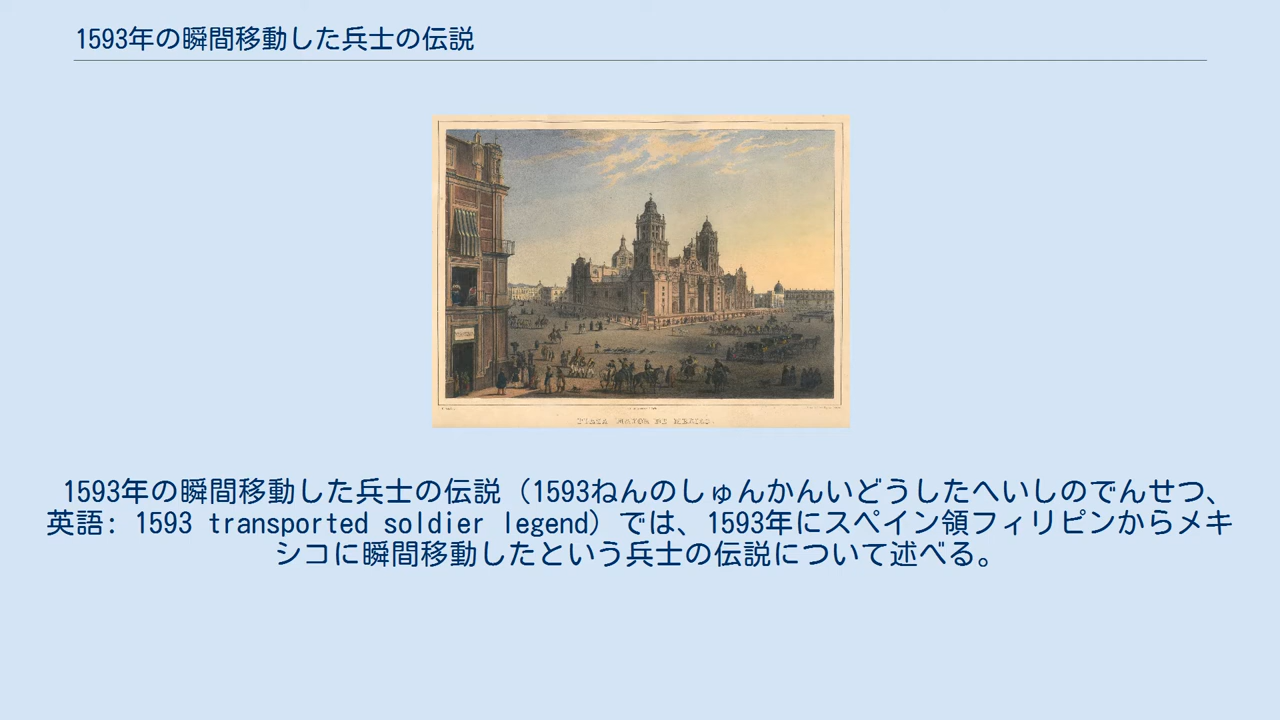 1593年の瞬間移動した兵士の伝説
PLAZA MAJOR DE MEXICO.
1593年の瞬間移動した兵士の伝説（1593ねんのしゅんかんいどうしたへいしのでんせつ、
英語: 1593 transported soldier legend）では、1593年にスペイン領フィリピンからメキ
シコに瞬間移動したという兵士の伝説について述べる。